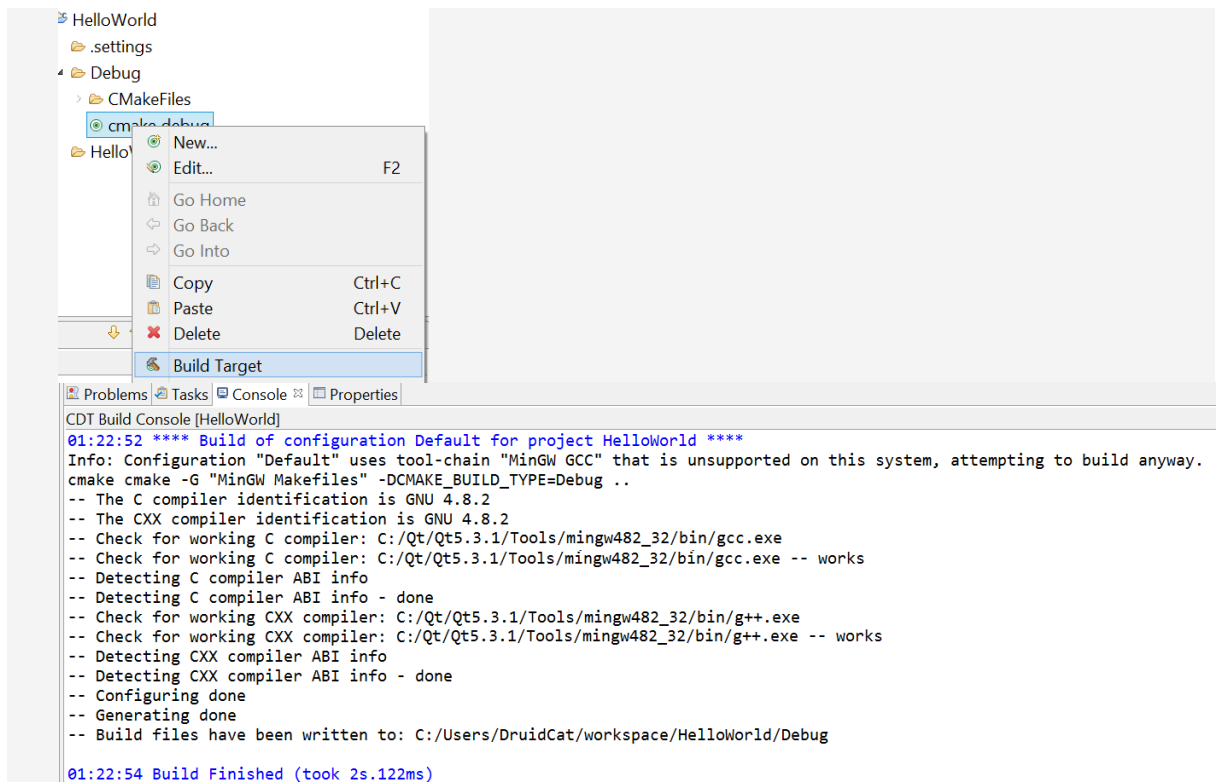 HelloWorld
.settings
Debug
CMakeFiles
cmake-debug
New...
Edit... F2
Go Home
Go Back
Go Into
Copy Ctrl+C
Paste Ctrl+V
Delete Delete
Build Target
Problems Tasks Console Properties
CDT Build Console [HelloWorld]
01:22:52 **** Build of configuration Default for project HelloWorld ****
Info: Configuration "Default" uses tool-chain "MinGW GCC" that is unsupported on this system, attempting to build anyway.
cmake cmake -G "MinGW Makefiles" -DCMAKE_BUILD_TYPE=Debug ..
-- The C compiler identification is GNU 4.8.2
-- The CXX compiler identification is GNU 4.8.2
-- Check for working C compiler: C:/Qt/Qt5.3.1/Tools/mingw482_32/bin/gcc.exe
-- Check for working C compiler: C:/Qt/Qt5.3.1/Tools/mingw482_32/bin/gcc.exe -- works
-- Detecting C compiler ABI info
-- Detecting C compiler ABI info - done
-- Check for working CXX compiler: C:/Qt/Qt5.3.1/Tools/mingw482_32/bin/g++.exe
-- Check for working CXX compiler: C:/Qt/Qt5.3.1/Tools/mingw482_32/bin/g++.exe -- works
-- Detecting CXX compiler ABI info
-- Detecting CXX compiler ABI info - done
-- Configuring done
-- Generating done
-- Build files have been written to: C:/Users/DruidCat/workspace/HelloWorld/Debug
01:22:54 Build Finished (took 2s.122ms)